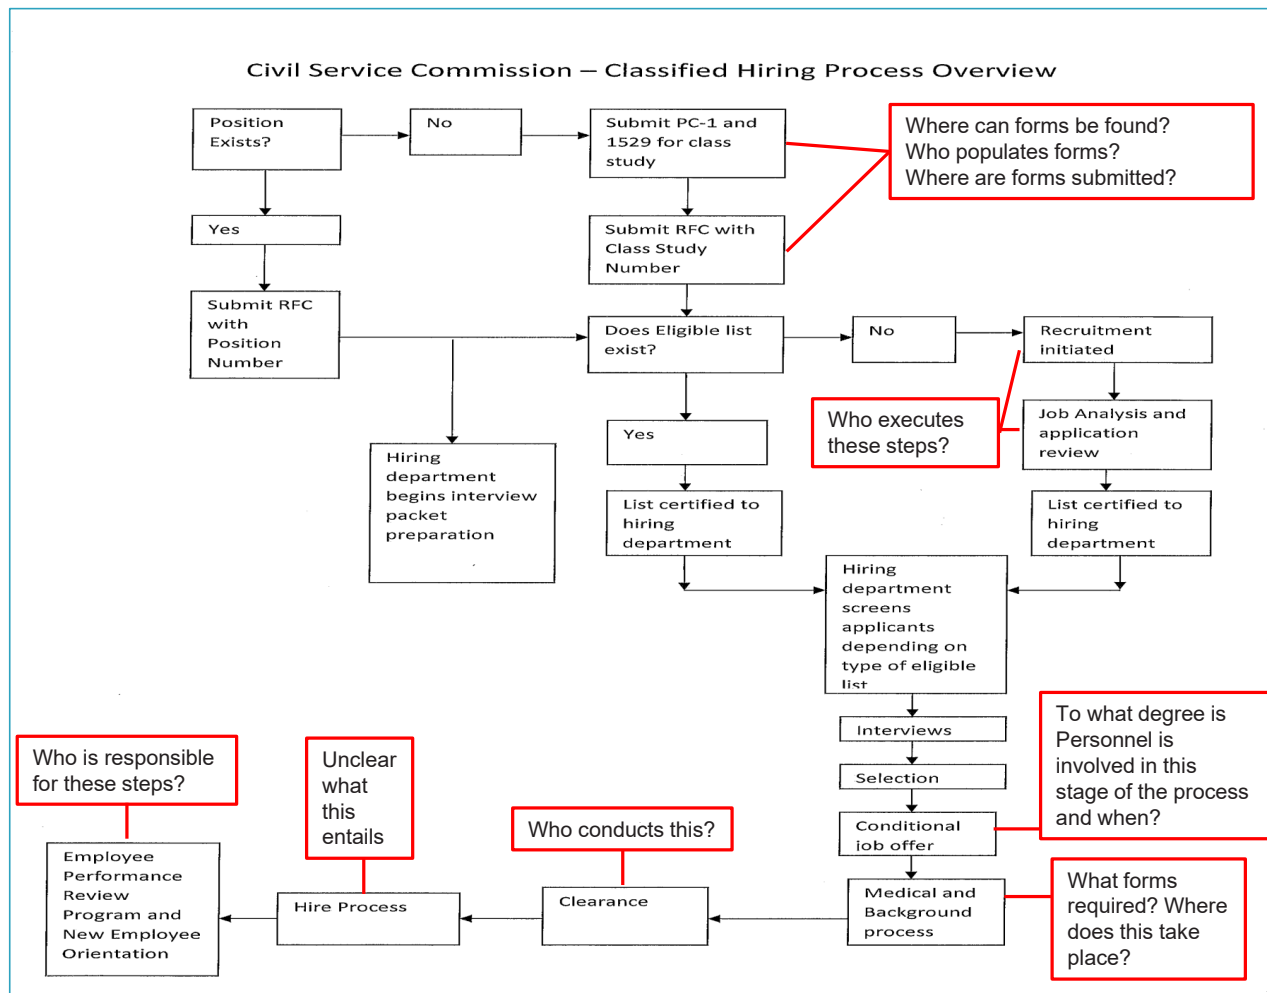 Civil Service Commission – Classified Hiring Process Overview
Position
Exists?
No
Submit PC-1 and
1529 for class
study
Where can forms be found?
Who populates forms?
Where are forms submitted?
Yes
Submit RFC with
Class Study
Number
Submit RFC
with
Position
Number
Does Eligible list
exist?
No
Recruitment
initiated
Who executes
these steps?
Job Analysis and
application
review
Yes
Hiring
department
begins interview
packet
preparation
List certified to
hiring
department
List certified to
hiring
department
Hiring
department
screens
applicants
depending on
type of eligible
list
Interviews
Selection
Conditional
job offer
To what degree is
Personnel is
involved in this
stage of the process
and when?
Medical and
Background
process
What forms
required? Where
does this take
place?
Who conducts this?
Clearance
Unclear
what
this
entails
Hire Process
Who is responsible
for these steps?
Employee
Performance
Review
Program and
New Employee
Orientation